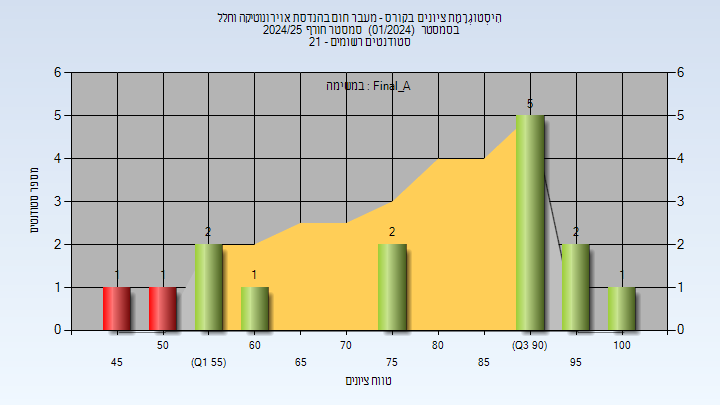 היסטוגרמת ציונים בקורס - מעבר חום בהנדסת אוירונוטיקה וחלל
בסמסטר (01/2024) סמסטר חורף 2024/25
סטודנטים רשומים - 21
במשימה : Final_A
מספר סטודנטים
6 6
5 5
4 4
3 3
2 2
1 1
0 0
1 1 2 1 2 5 2 1
50 60 70 80 (Q3 90) 100
45 (Q1 55) 65 75 85 95
טווח ציונים